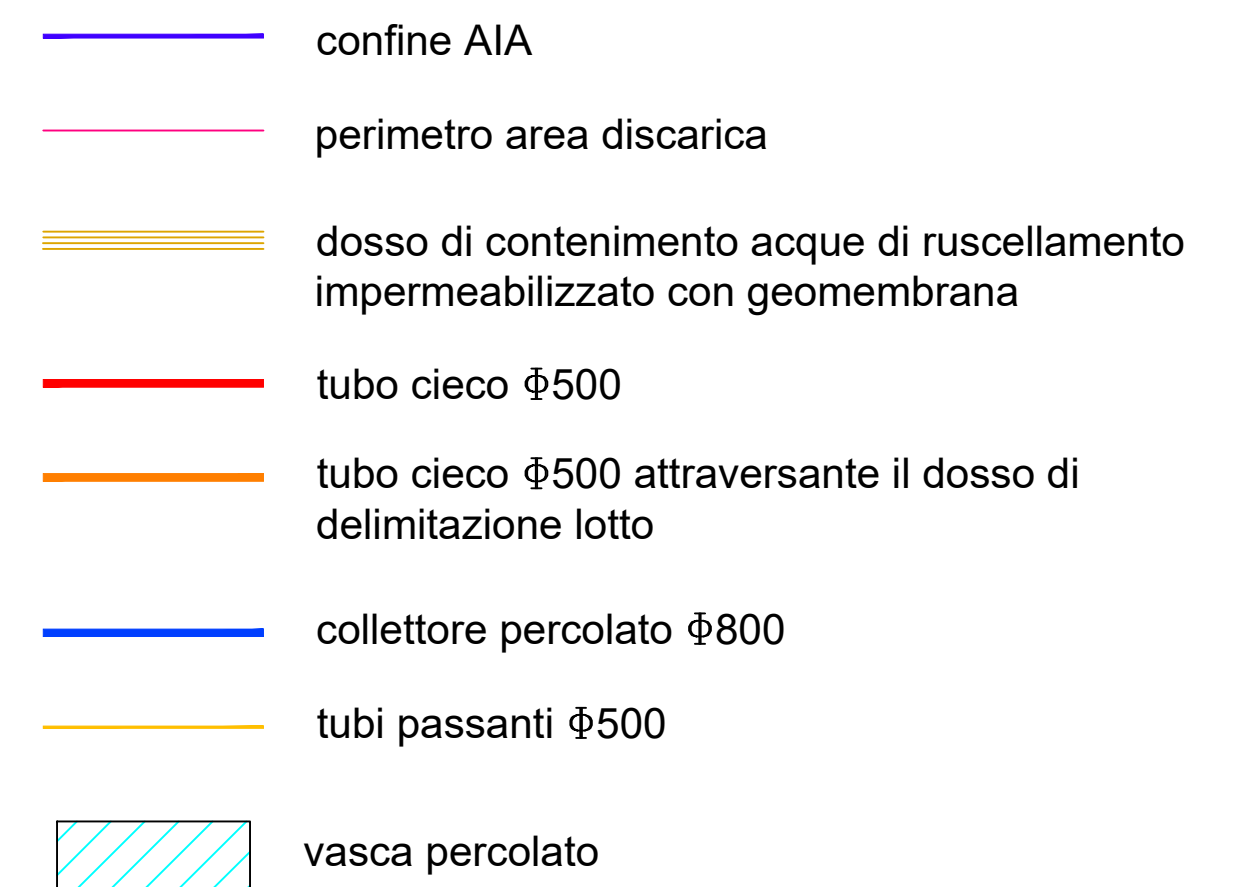 confine AIA
perimetro area discarica
dosso di contenimento acque di ruscellamento
impermeabilizzato con geomembrana
tubo cieco Φ500
tubo cieco Φ500 attraversante il dosso di
delimitazione lotto
collettore percolato Φ800
tubi passanti Φ500
vasca percolato